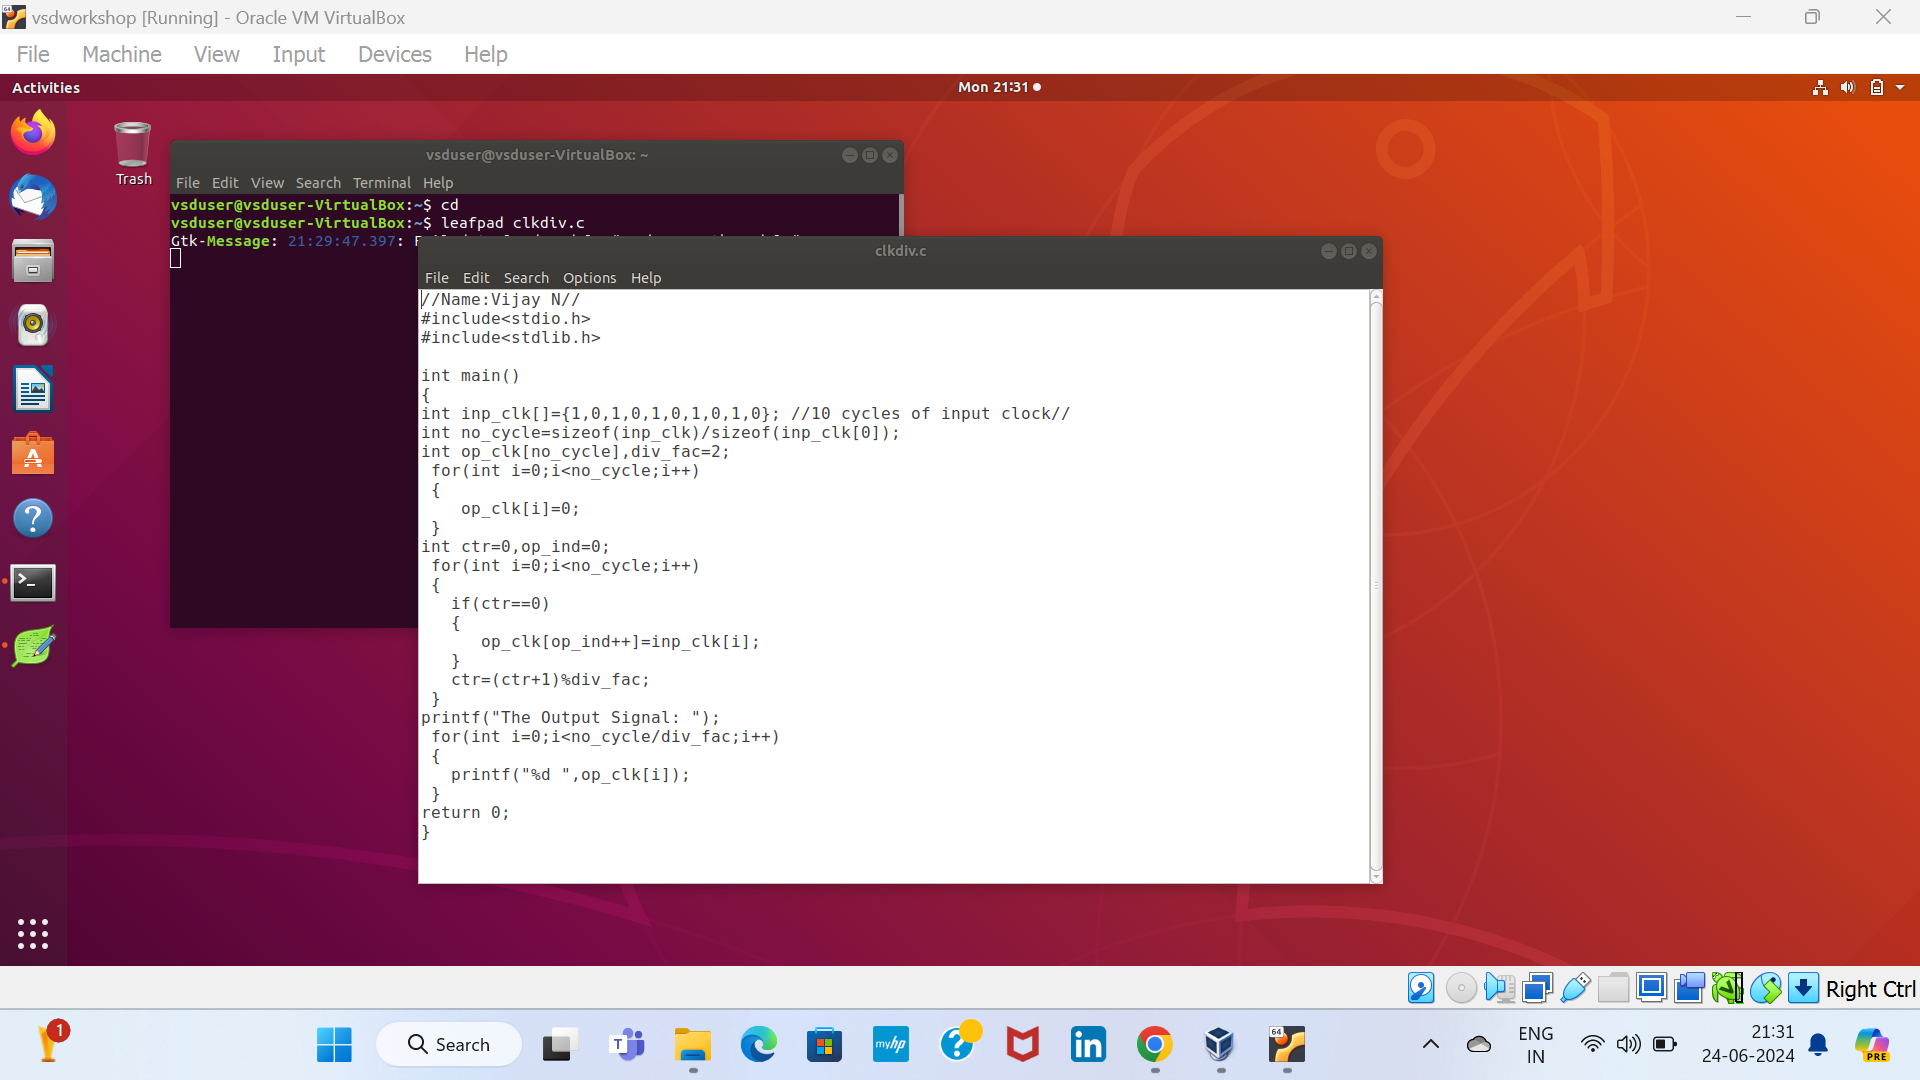 vsdworkshop [Running] - Oracle VM VirtualBox
File Machine View Input Devices Help
Activities
Mon 21:31
Trash
vsduser@vsduser-VirtualBox: ~
File Edit View Search Terminal Help
vsduser@vsduser-VirtualBox:~$ cd
vsduser@vsduser-VirtualBox:~$ leafpad clkdiv.c
Gtk-Message: 21:29:47.397:
clkdiv.c
File Edit Search Options Help
//Name:Vijay N//
#include<stdio.h>
#include<stdlib.h>
int main()
{
int inp_clk[]={1,0,1,0,1,0,1,0,1,0}; //10 cycles of input clock//
int no_cycle=sizeof(inp_clk)/sizeof(inp_clk[0]);
int op_clk[no_cycle],div_fac=2;
for(int i=0;i<no_cycle;i++)
{
op_clk[i]=0;
}
int ctr=0,op_ind=0;
for(int i=0;i<no_cycle;i++)
{
if(ctr==0)
{
op_clk[op_ind++]=inp_clk[i];
}
ctr=(ctr+1)%div_fac;
}
printf("The Output Signal: ");
for(int i=0;i<no_cycle/div_fac;i++)
{
printf("%d ",op_clk[i]);
}
return 0;
}
Right Ctrl
1
Search
T
myhp
64
ENG
IN
21:31
24-06-2024
PRE